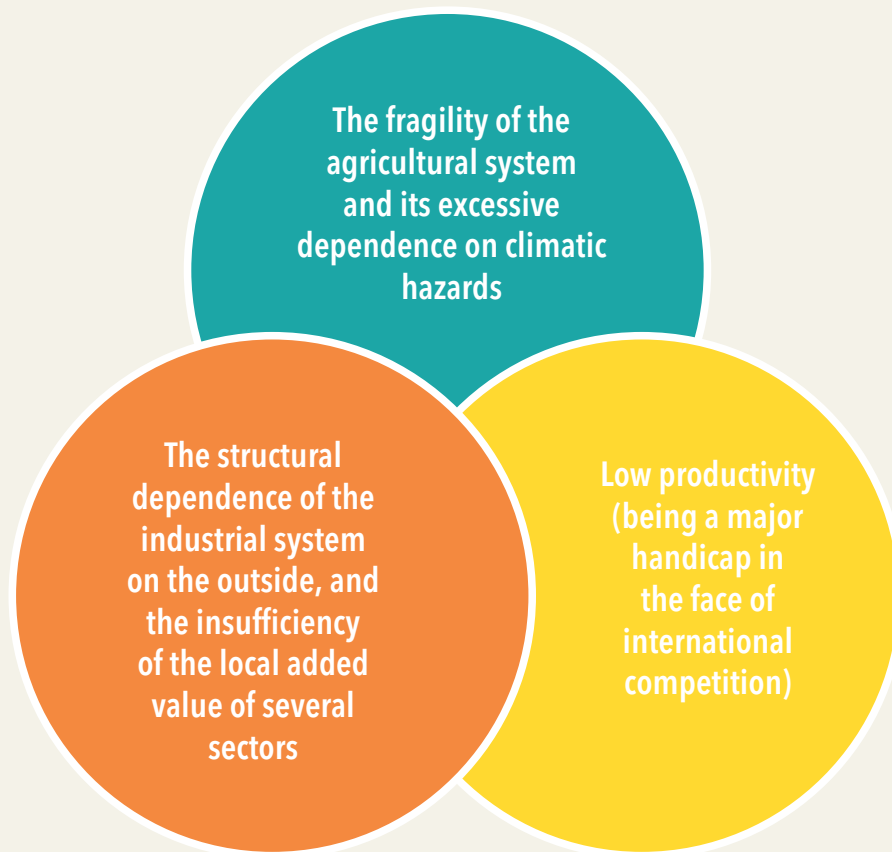 The fragility of the
agricultural system
and its excessive
dependence on climatic
hazards
The structural
dependence of the
industrial system
on the outside, and
the insufficiency
of the local added
value of several
sectors
Low productivity
(being a major
handicap in
the face of
international
competition)